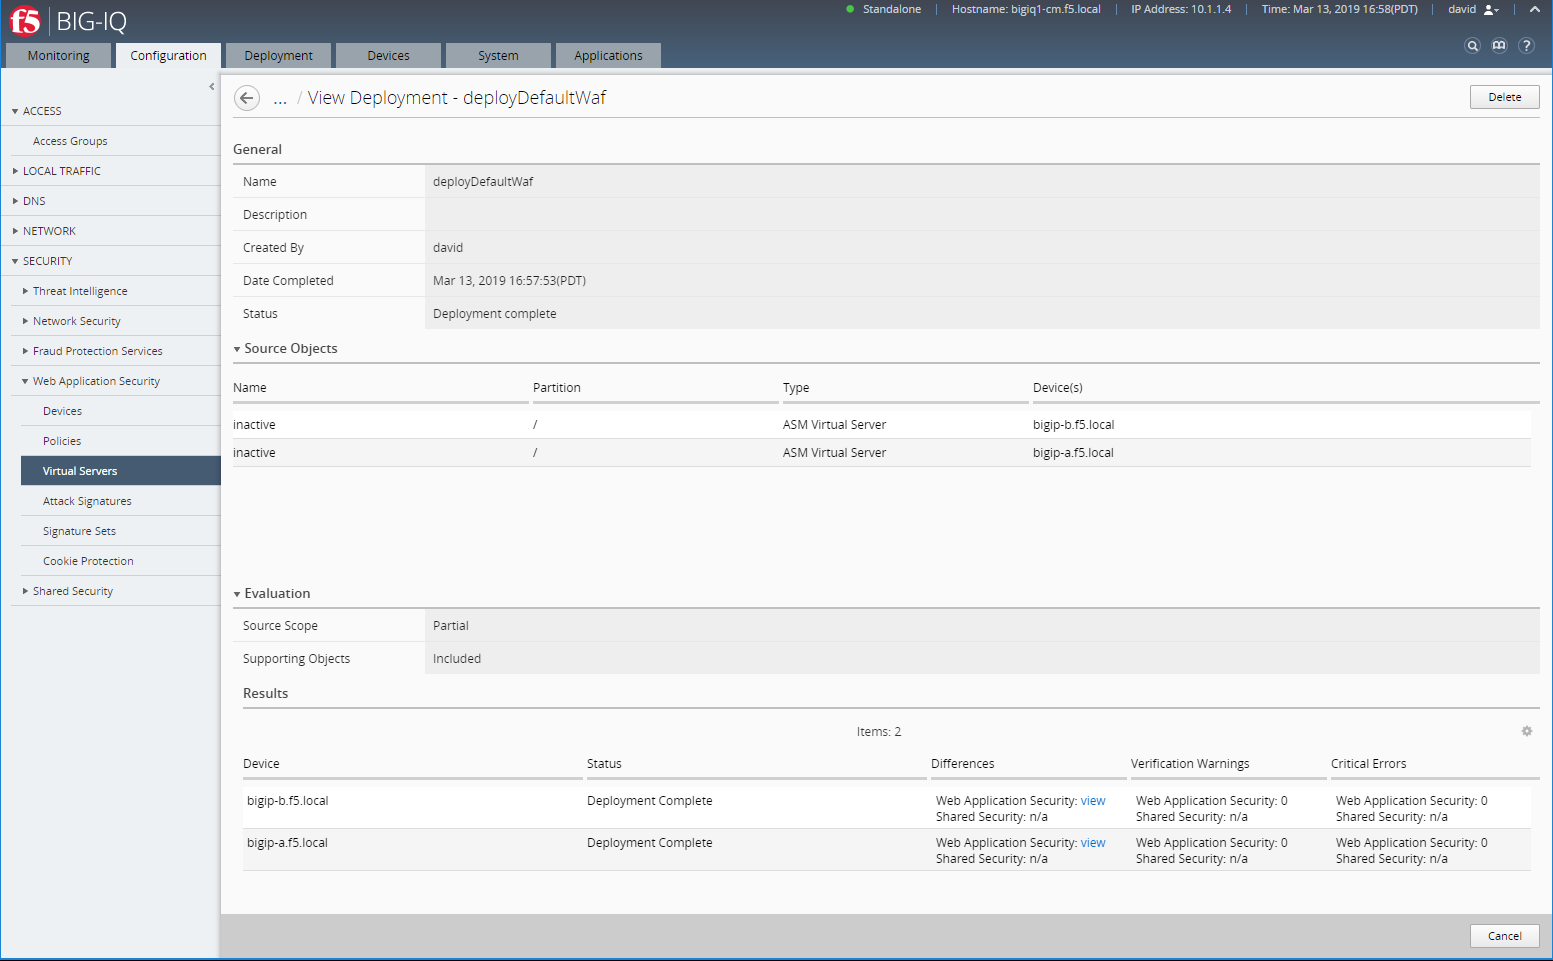 f5 BIG-IQ
Standalone Hostname: bigiq1-cm.f5.local IP Address: 10.1.1.4 Time: Mar 13, 2019 16:58(PDT) david
Monitoring Configuration Deployment Devices System Applications
ACCESS
Access Groups
LOCAL TRAFFIC
DNS
NETWORK
SECURITY
Threat Intelligence
Network Security
Fraud Protection Services
Web Application Security
Devices
Policies
Virtual Servers
Attack Signatures
Signature Sets
Cookie Protection
Shared Security
... / View Deployment - deployDefaultWaf
Delete
General
Name deployDefaultWaf
Description
Created By david
Date Completed Mar 13, 2019 16:57:53(PDT)
Status Deployment complete
Source Objects
Name Partition Type Device(s)
inactive / ASM Virtual Server bigip-b.f5.local
inactive / ASM Virtual Server bigip-a.f5.local
Evaluation
Source Scope Partial
Supporting Objects Included
Results
Items: 2
Device Status Differences Verification Warnings Critical Errors
bigip-b.f5.local Deployment Complete Web Application Security: view Web Application Security: 0 Web Application Security: 0
Shared Security: n/a Shared Security: n/a Shared Security: n/a
bigip-a.f5.local Deployment Complete Web Application Security: view Web Application Security: 0 Web Application Security: 0
Shared Security: n/a Shared Security: n/a Shared Security: n/a
Cancel